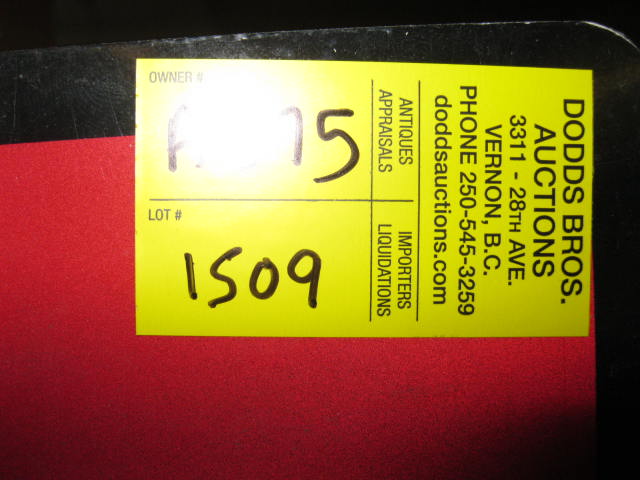 OWNER #
LOT #
1509
ANTIQUES
APPRAISALS
IMPORTERS
LIQUIDATIONS
DODDS BROS.
AUCTIONS
3311 - 28TH AVE.
VERNON, B.C.
PHONE 250-545-3259
doddsauctions.com